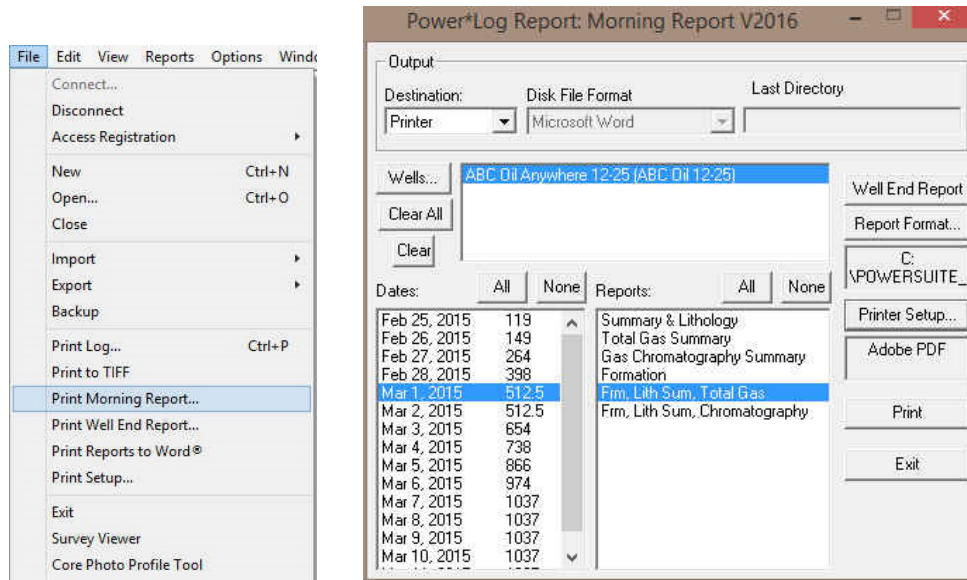 File Edit View Reports Options
Connect...
Disconnect
Access Registration
New Ctrl+N
Open... Ctrl+O
Close
Import
Export
Backup
Print Log... Ctrl+P
Print to TIFF
Print Morning Report...
Print Well End Report...
Print Reports to Word®
Print Setup...
Exit
Survey Viewer
Core Photo Profile Tool
Power*Log Report: Morning Report V2016
Output
Destination: Disk File Format Last Directory
Printer Microsoft Word
Wells... ABC Oil Anywhere 12-25 (ABC Oil 12-25)
Clear All
Clear
Well End Report
Report Format...
C:
\POWERSUITE_
Printer Setup...
Adobe PDF
Print
Exit
Dates: All None
Feb 25, 2015 119
Feb 26, 2015 149
Feb 27, 2015 264
Feb 28, 2015 398
Mar 1, 2015 512.5
Mar 2, 2015 512.5
Mar 3, 2015 654
Mar 4, 2015 738
Mar 5, 2015 866
Mar 6, 2015 974
Mar 7, 2015 1037
Mar 8, 2015 1037
Mar 9, 2015 1037
Mar 10, 2015 1037
Reports: All None
Summary & Lithology
Total Gas Summary
Gas Chromatography Summary
Formation
Frm, Lith Sum, Total Gas
Frm, Lith Sum, Chromatography